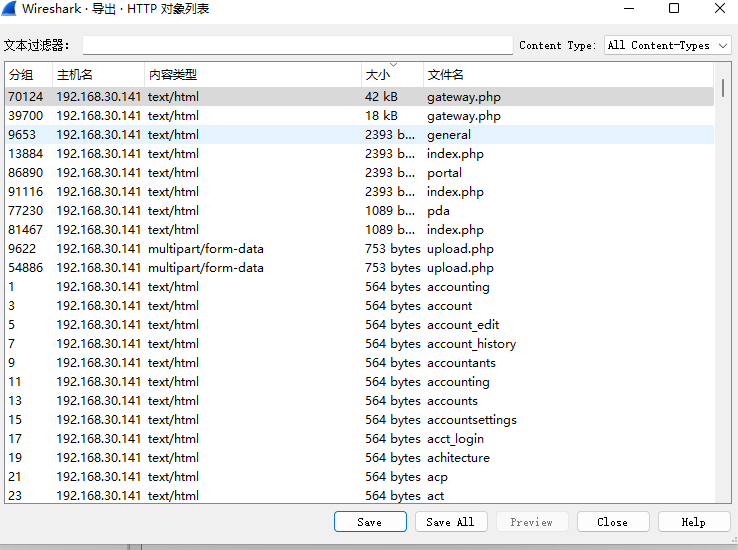 Wireshark · 导出 · HTTP 对象列表
文本过滤器: Content Type: All Content-Types
分组 主机名 内容类型 大小 文件名
70124 192.168.30.141 text/html 42 kB gateway.php
39700 192.168.30.141 text/html 18 kB gateway.php
9653 192.168.30.141 text/html 2393 b... general
13884 192.168.30.141 text/html 2393 b... index.php
86890 192.168.30.141 text/html 2393 b... portal
91116 192.168.30.141 text/html 2393 b... index.php
77230 192.168.30.141 text/html 1089 b... pda
81467 192.168.30.141 text/html 1089 b... index.php
9622 192.168.30.141 multipart/form-data 753 bytes upload.php
54886 192.168.30.141 multipart/form-data 753 bytes upload.php
1 192.168.30.141 text/html 564 bytes accounting
3 192.168.30.141 text/html 564 bytes account
5 192.168.30.141 text/html 564 bytes account_edit
7 192.168.30.141 text/html 564 bytes account_history
9 192.168.30.141 text/html 564 bytes accountants
11 192.168.30.141 text/html 564 bytes accounting
13 192.168.30.141 text/html 564 bytes accounts
15 192.168.30.141 text/html 564 bytes accountsettings
17 192.168.30.141 text/html 564 bytes acct_login
19 192.168.30.141 text/html 564 bytes achitecture
21 192.168.30.141 text/html 564 bytes acp
23 192.168.30.141 text/html 564 bytes act
Save Save All Preview Close Help